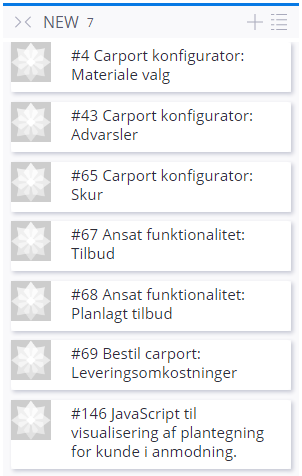 NEW 7
#4 Carport konfigurator:
Materiale valg
#43 Carport konfigurator:
Advarsler
#65 Carport konfigurator:
Skur
#67 Ansat funktionalitet:
Tilbud
#68 Ansat funktionalitet:
Planlagt tilbud
#69 Bestil carport:
Leveringsomkostninger
#146 JavaScript til
visualisering af plantegning
for kunde i anmodning.